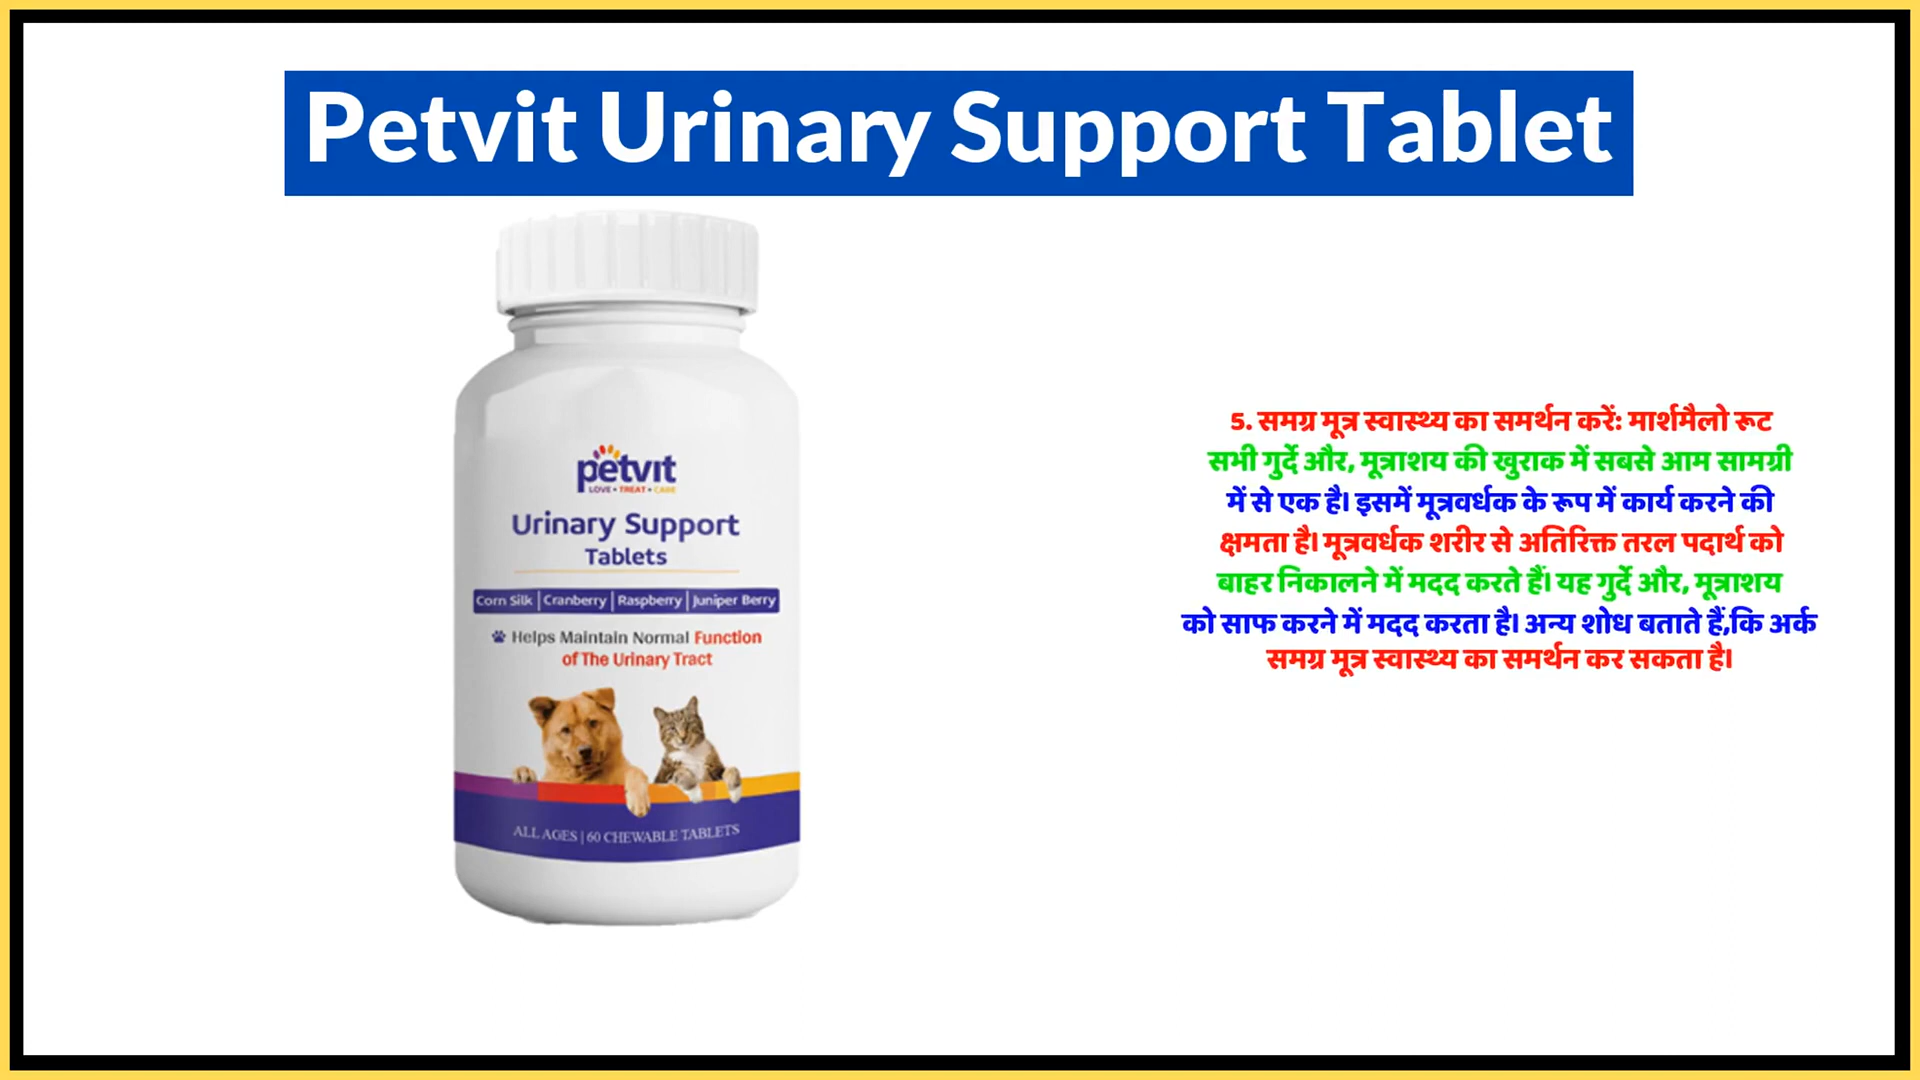 Petvit Urinary Support Tablet
petvit
LOVE • TREAT • CARE
Urinary Support
Tablets
Corn Silk | Cranberry | Raspberry | Juniper Berry
Helps Maintain Normal Function
of The Urinary Tract
ALL AGES | 60 CHEWABLE TABLETS
5. समग्र मूत्र स्वास्थ्य का समर्थन करें: मार्शमैलो रूट
सभी गुर्दे और, मूत्राशय की खुराक में सबसे आम सामग्री
में से एक है। इसमें मूत्रवर्धक के रूप में कार्य करने की
क्षमता है। मूत्रवर्धक शरीर से अतिरिक्त तरल पदार्थ को
बाहर निकालने में मदद करते हैं। यह गुर्दे और, मूत्राशय
को साफ करने में मदद करता है। अन्य शोध बताते हैं,कि अर्क
समग्र मूत्र स्वास्थ्य का समर्थन कर सकता है।